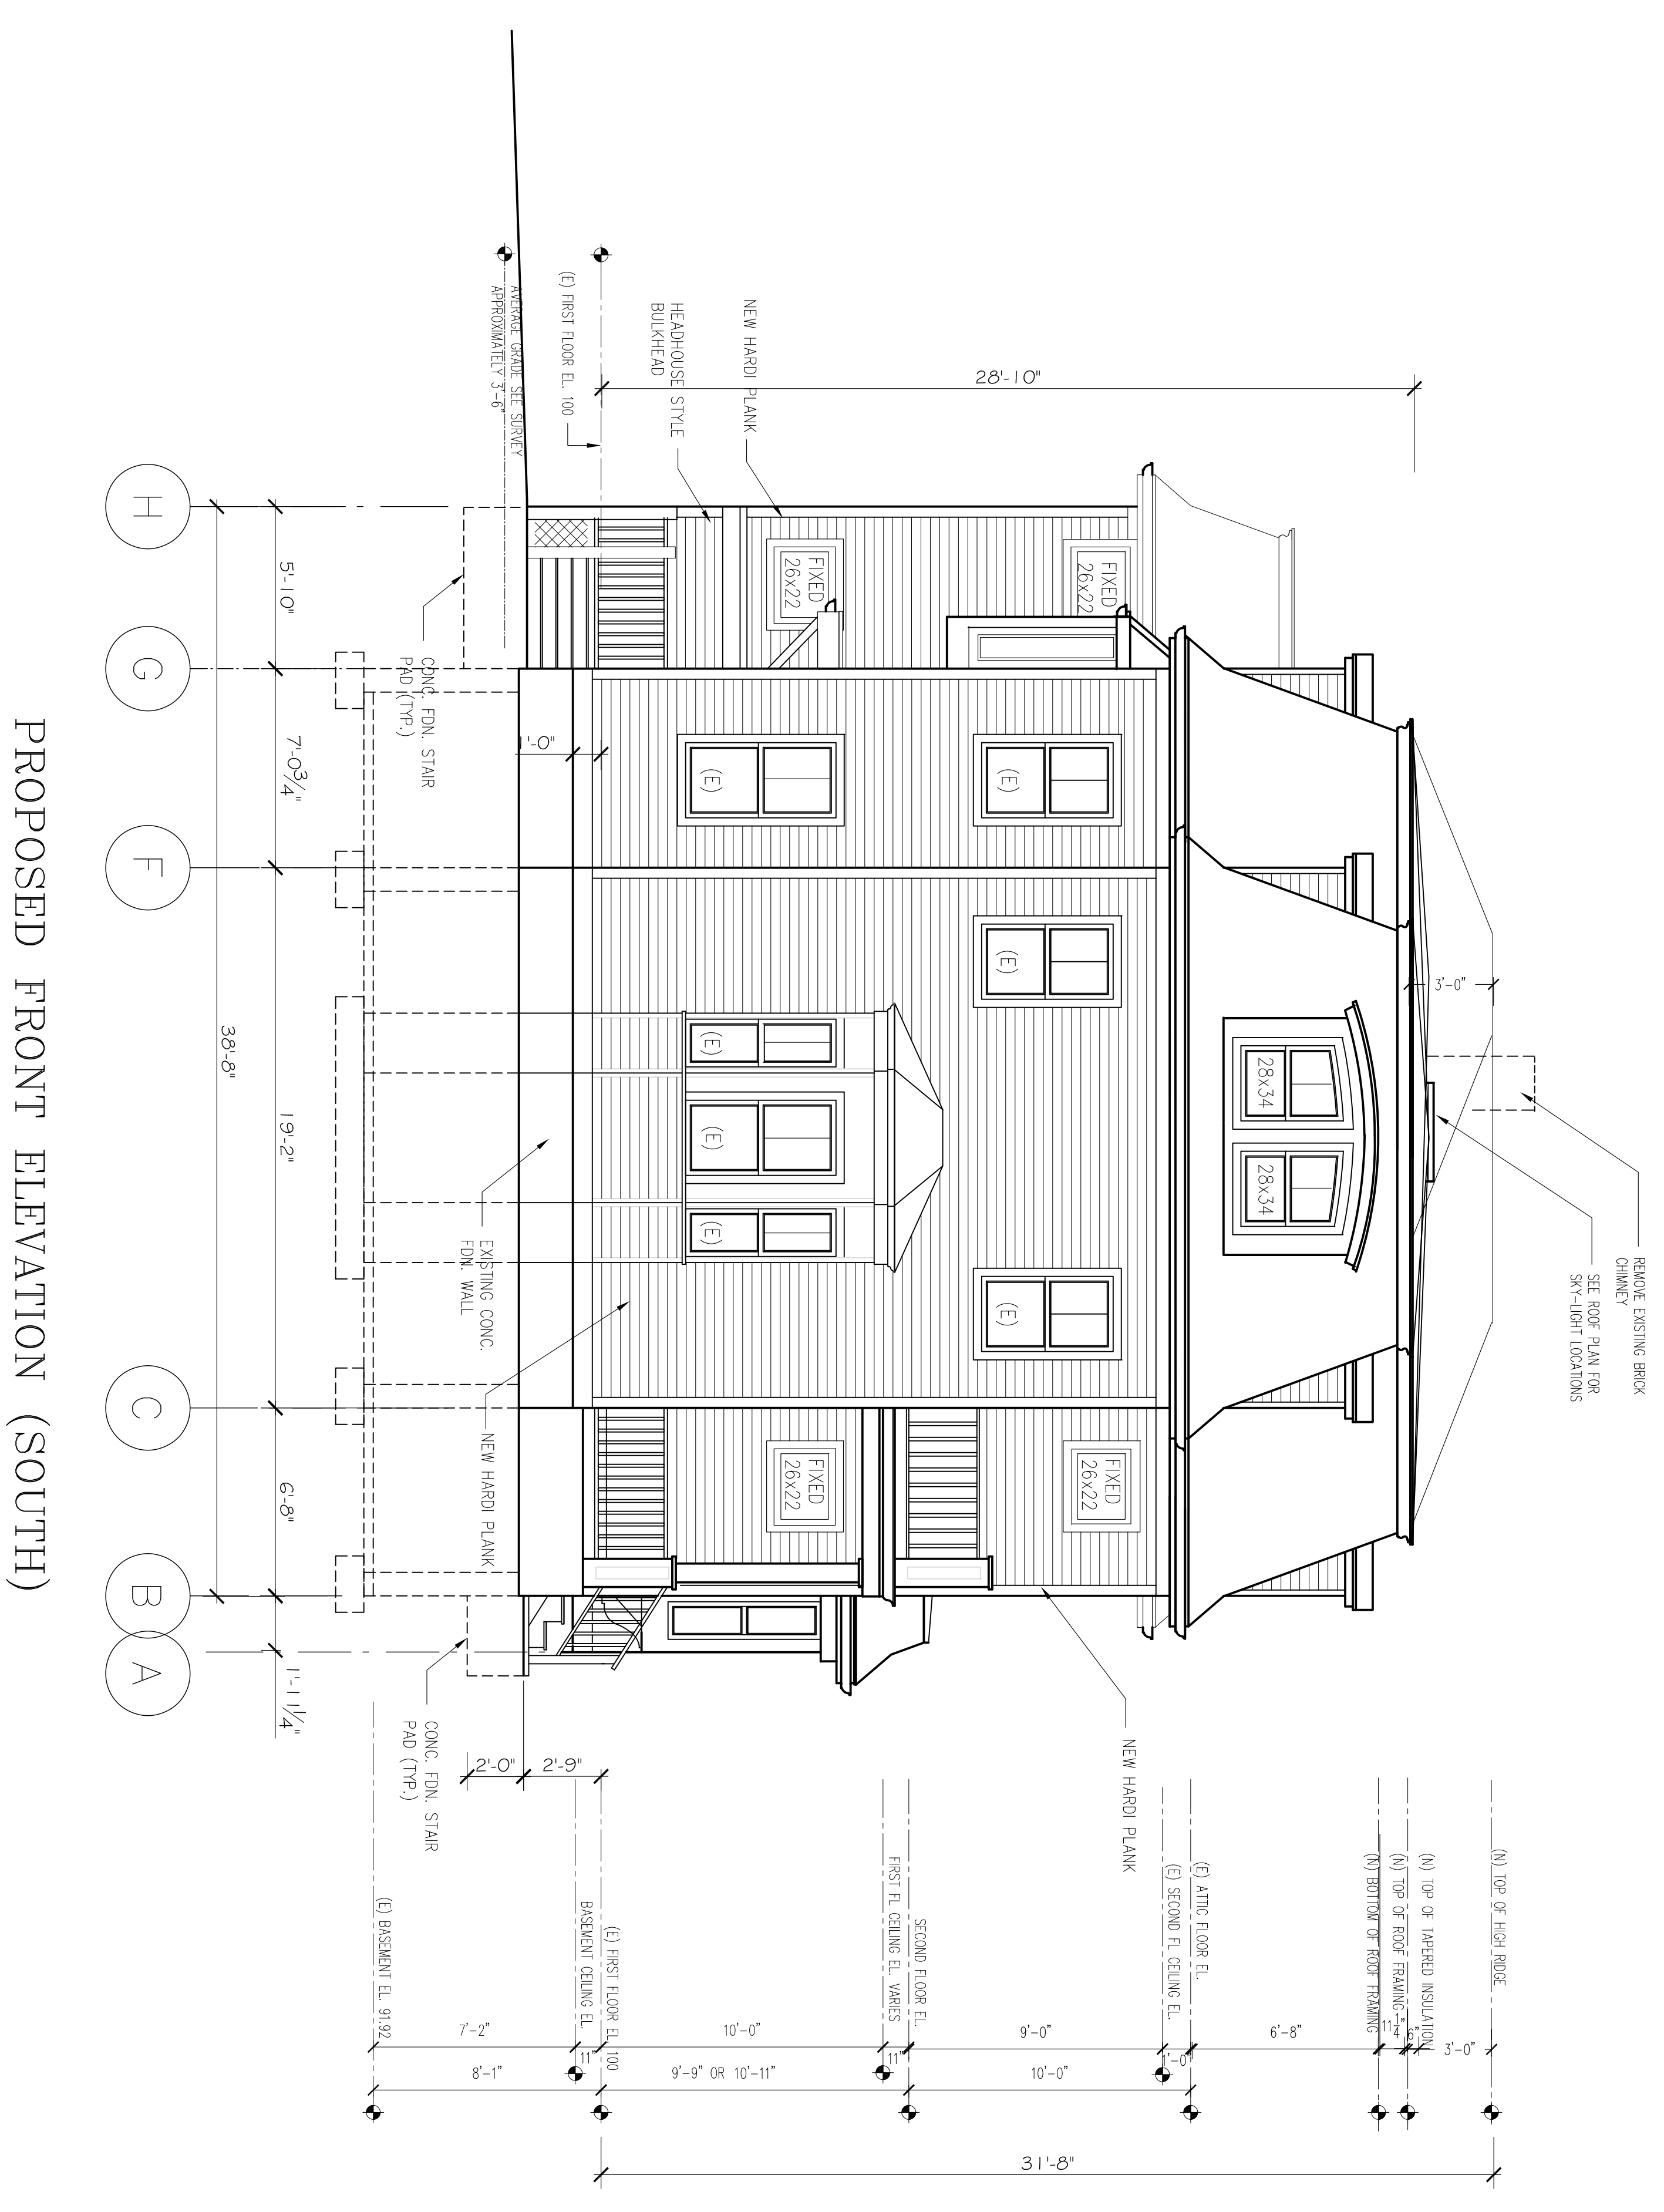 REMOVE EXISTING BRICK
CHIMNEY
SEE ROOF PLAN FOR
SKY-LIGHT LOCATIONS
(N) TOP OF HIGH RIDGE
3'-0"
3'-0"
28'-10"
(N) TOP OF TAPERED INSULATION
6"
(N) TOP OF ROOF FRAMING
11 1/4"
(N) BOTTOM OF ROOF FRAMING
28x34
28x34
6'-8"
(E) ATTIC FLOOR EL.
1'-0"
(E) SECOND FL CEILING EL.
FIXED
26x22
FIXED
26x22
NEW HARDI PLANK
(E)
(E)
(E)
9'-0"
10'-0"
SECOND FLOOR EL.
11"
FIRST FL CEILING EL. VARIES
31'-8"
NEW HARDI PLANK
HEADHOUSE STYLE
BULKHEAD
FIXED
26x22
FIXED
26x22
(E)
(E)
(E)
(E)
10'-0"
9'-9" OR 10'-11"
(E) FIRST FLOOR EL. 100
(E) FIRST FLOOR EL. 100
11"
BASEMENT CEILING EL.
AVERAGE GRADE SEE SURVEY
APPROXIMATELY 3'-6"
1'-0"
2'-9"
2'-0"
NEW HARDI PLANK
EXISTING CONC.
FDN. WALL
CONC. FDN. STAIR
PAD (TYP.)
CONC. FDN. STAIR
PAD (TYP.)
7'-2"
8'-1"
(E) BASEMENT EL. 91.92
5'-10"
7'-0 3/4"
19'-2"
6'-8"
1'-11 1/4"
38'-8"
H
G
F
C
B
A
PROPOSED FRONT ELEVATION (SOUTH)